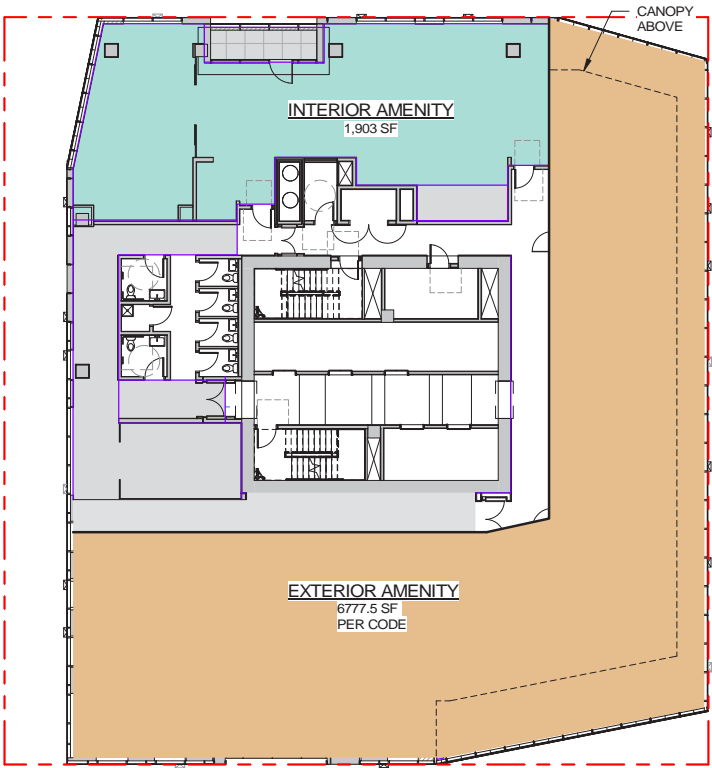 CANOPY
ABOVE
INTERIOR AMENITY
1,903 SF
EXTERIOR AMENITY
6777.5 SF
PER CODE